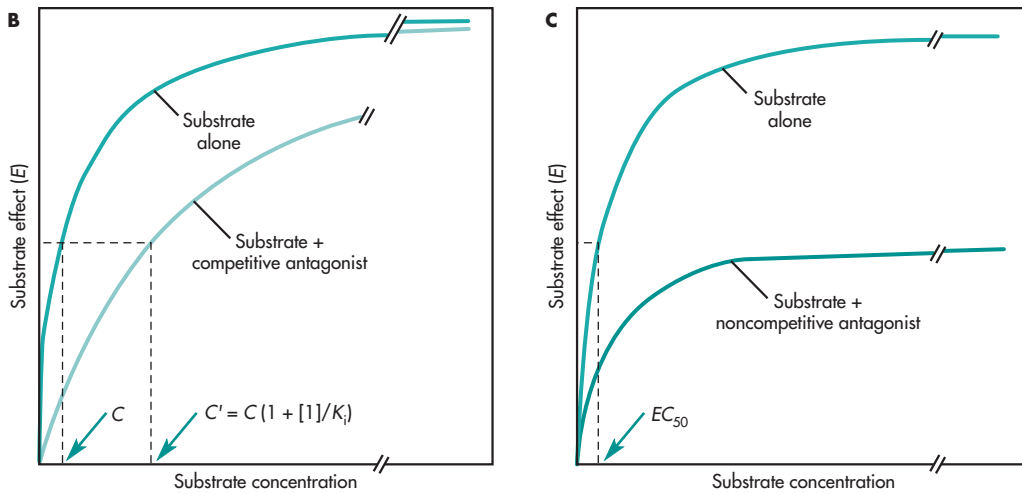 B
Substrate effect (E)
Substrate
alone
Substrate +
competitive antagonist
C
C' = C (1 + [1]/Ki)
Substrate concentration
C
Substrate effect (E)
Substrate
alone
Substrate +
noncompetitive antagonist
EC50
Substrate concentration